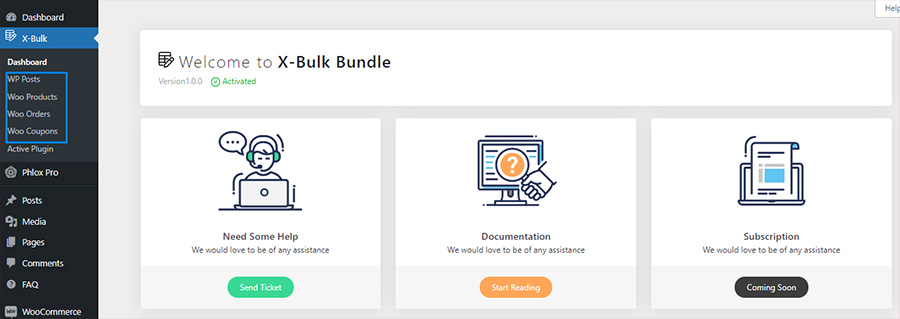 Dashboard
X-Bulk
Dashboard
WP Posts
Woo Products
Woo Orders
Woo Coupons
Active Plugin
Phlox Pro
Posts
Media
Pages
Comments
FAQ
WooCommerce
Help
Welcome to X-Bulk Bundle
Version1.0.0 Activated
Need Some Help
We would love to be of any assistance
Send Ticket
Documentation
We would love to be of any assistance
Start Reading
Subscription
We would love to be of any assistance
Coming Soon